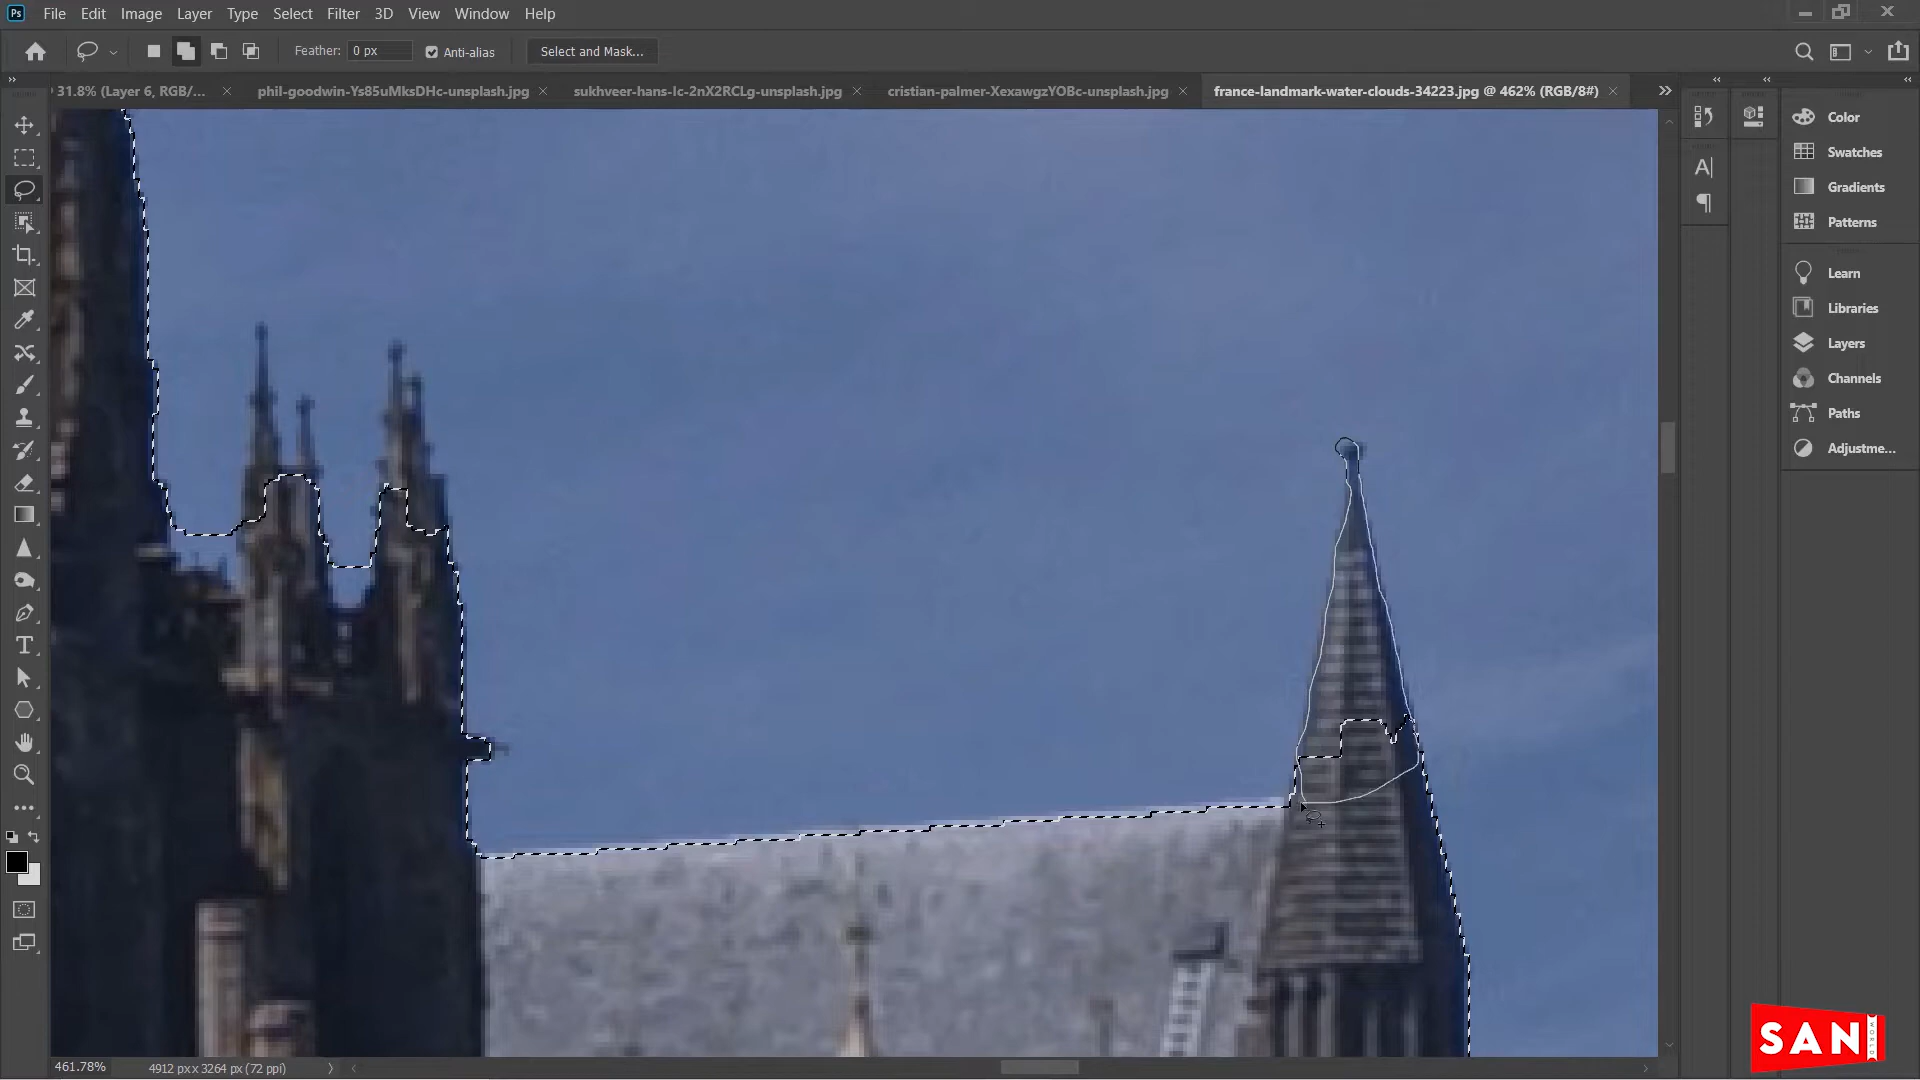 Ps File Edit Image Layer Type Select Filter 3D View Window Help
Feather: 0 px Anti-alias Select and Mask...
31.8% (Layer 6, RGB/... phil-goodwin-Ys85uMksDHc-unsplash.jpg sukhveer-hans-Ic-2nX2RCLg-unsplash.jpg cristian-palmer-XexawgzYOBc-unsplash.jpg france-landmark-water-clouds-34223.jpg @ 462% (RGB/8#)
Color
Swatches
Gradients
Patterns
Learn
Libraries
Layers
Channels
Paths
Adjustme...
461.78% 4912 px x 3264 px (72 ppi)
SANI
WORLD